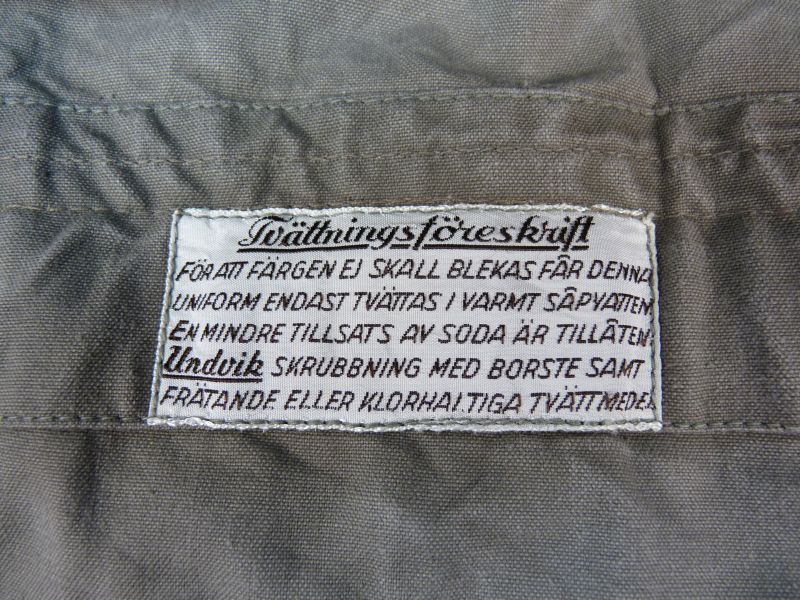 Tvättningsföreskrift
FÖR ATT FÄRGEN EJ SKALL BLEKAS FÅR DENNA
UNIFORM ENDAST TVÄTTAS I VARMT SÅPVATTEN.
EN MINDRE TILLSATS AV SODA ÄR TILLÅTEN.
Undvik SKRUBBNING MED BORSTE SAMT
FRÄTANDE ELLER KLORHALTIGA TVÄTTMEDEL